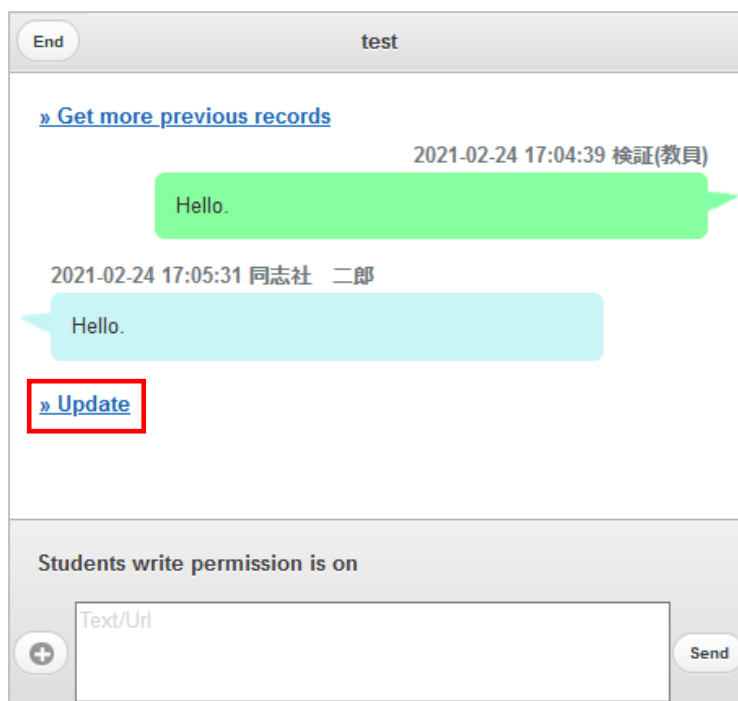 End
test
» Get more previous records
2021-02-24 17:04:39 検証(教員)
Hello.
2021-02-24 17:05:31 同志社　二郎
Hello.
» Update
Students write permission is on
Text/Url
Send